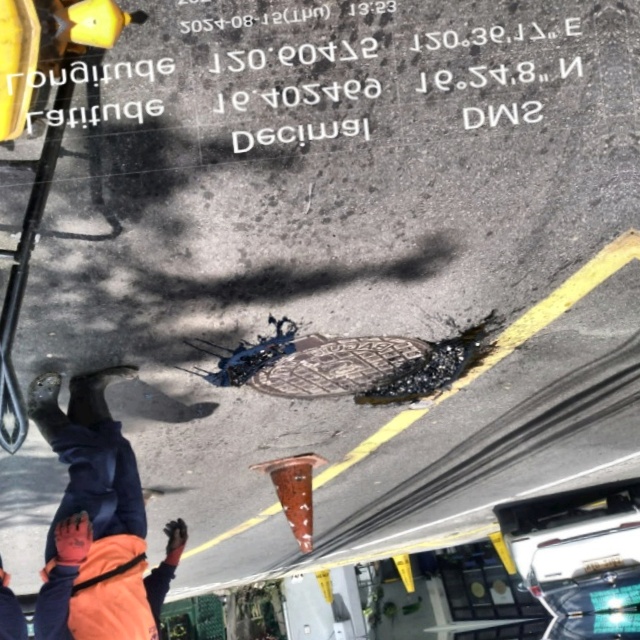 Decimal DMS
Latitude 16.402469 16°24'8" N
Longitude 120.60475 120°36'17" E
2024-08-15(Thu) 13:53